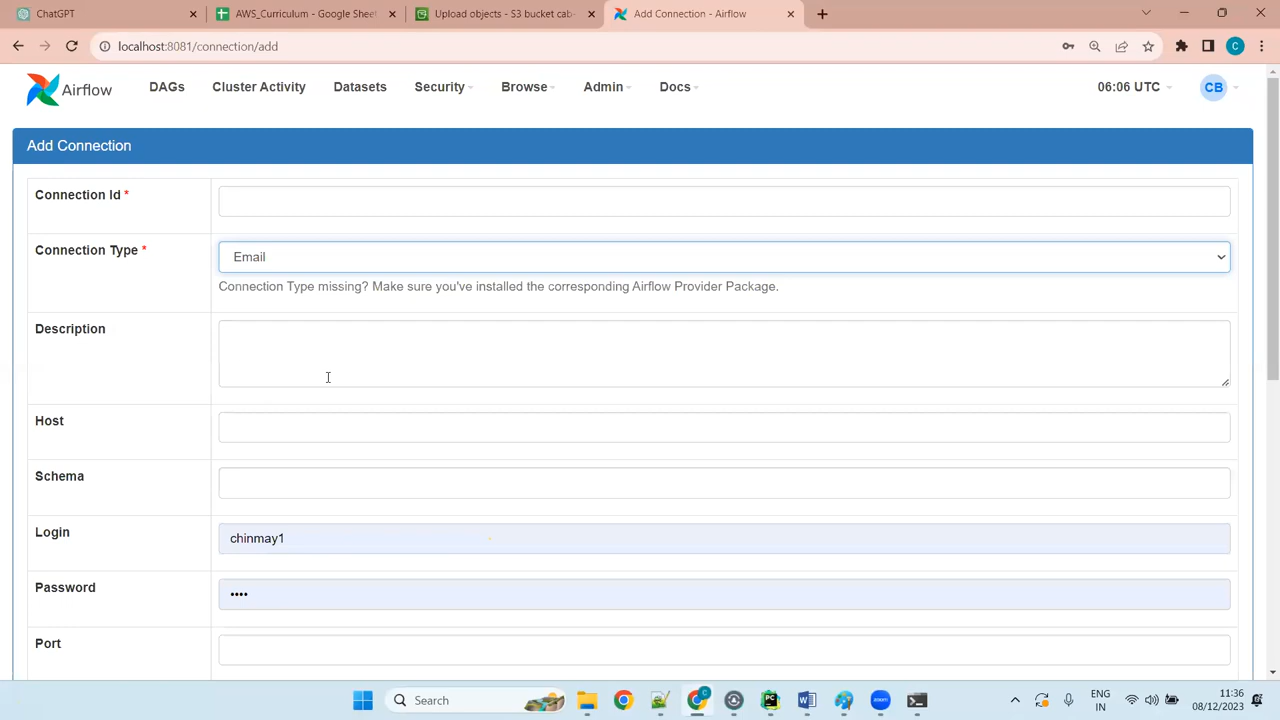 ChatGPT
AWS_Curriculum - Google Sheet
Upload objects - S3 bucket cab-
Add Connection - Airflow
localhost:8081/connection/add
C
Airflow
DAGs
Cluster Activity
Datasets
Security
Browse
Admin
Docs
06:06 UTC
CB
Add Connection
Connection Id *
Connection Type *
Email
Connection Type missing? Make sure you've installed the corresponding Airflow Provider Package.
Description
Host
Schema
Login
chinmay1
Password
••••
Port
Search
C
PC
W
zoom
ENG
IN
11:36
08/12/2023